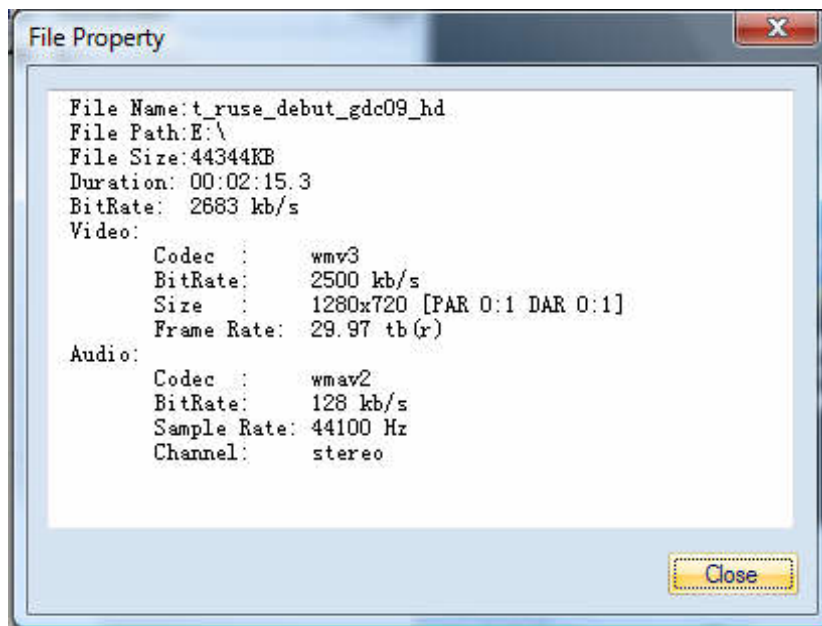 File Property
File Name:t_ruse_debut_gdc09_hd
File Path:E:\
File Size:44344KB
Duration: 00:02:15.3
BitRate:  2683 kb/s
Video:
Codec  :  wmv3
BitRate:  2500 kb/s
Size   :  1280x720 [PAR 0:1 DAR 0:1]
Frame Rate:  29.97 tb(r)
Audio:
Codec  :  wmav2
BitRate:  128 kb/s
Sample Rate: 44100 Hz
Channel:  stereo
Close